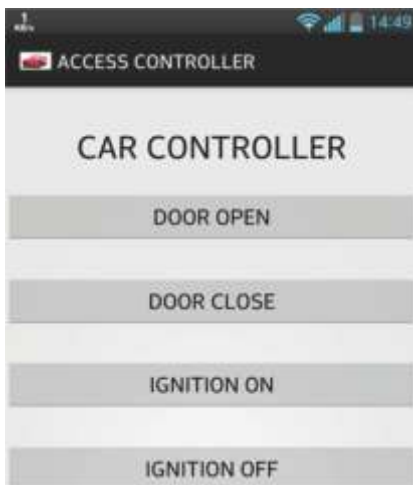 14:49
ACCESS CONTROLLER
CAR CONTROLLER
DOOR OPEN
DOOR CLOSE
IGNITION ON
IGNITION OFF